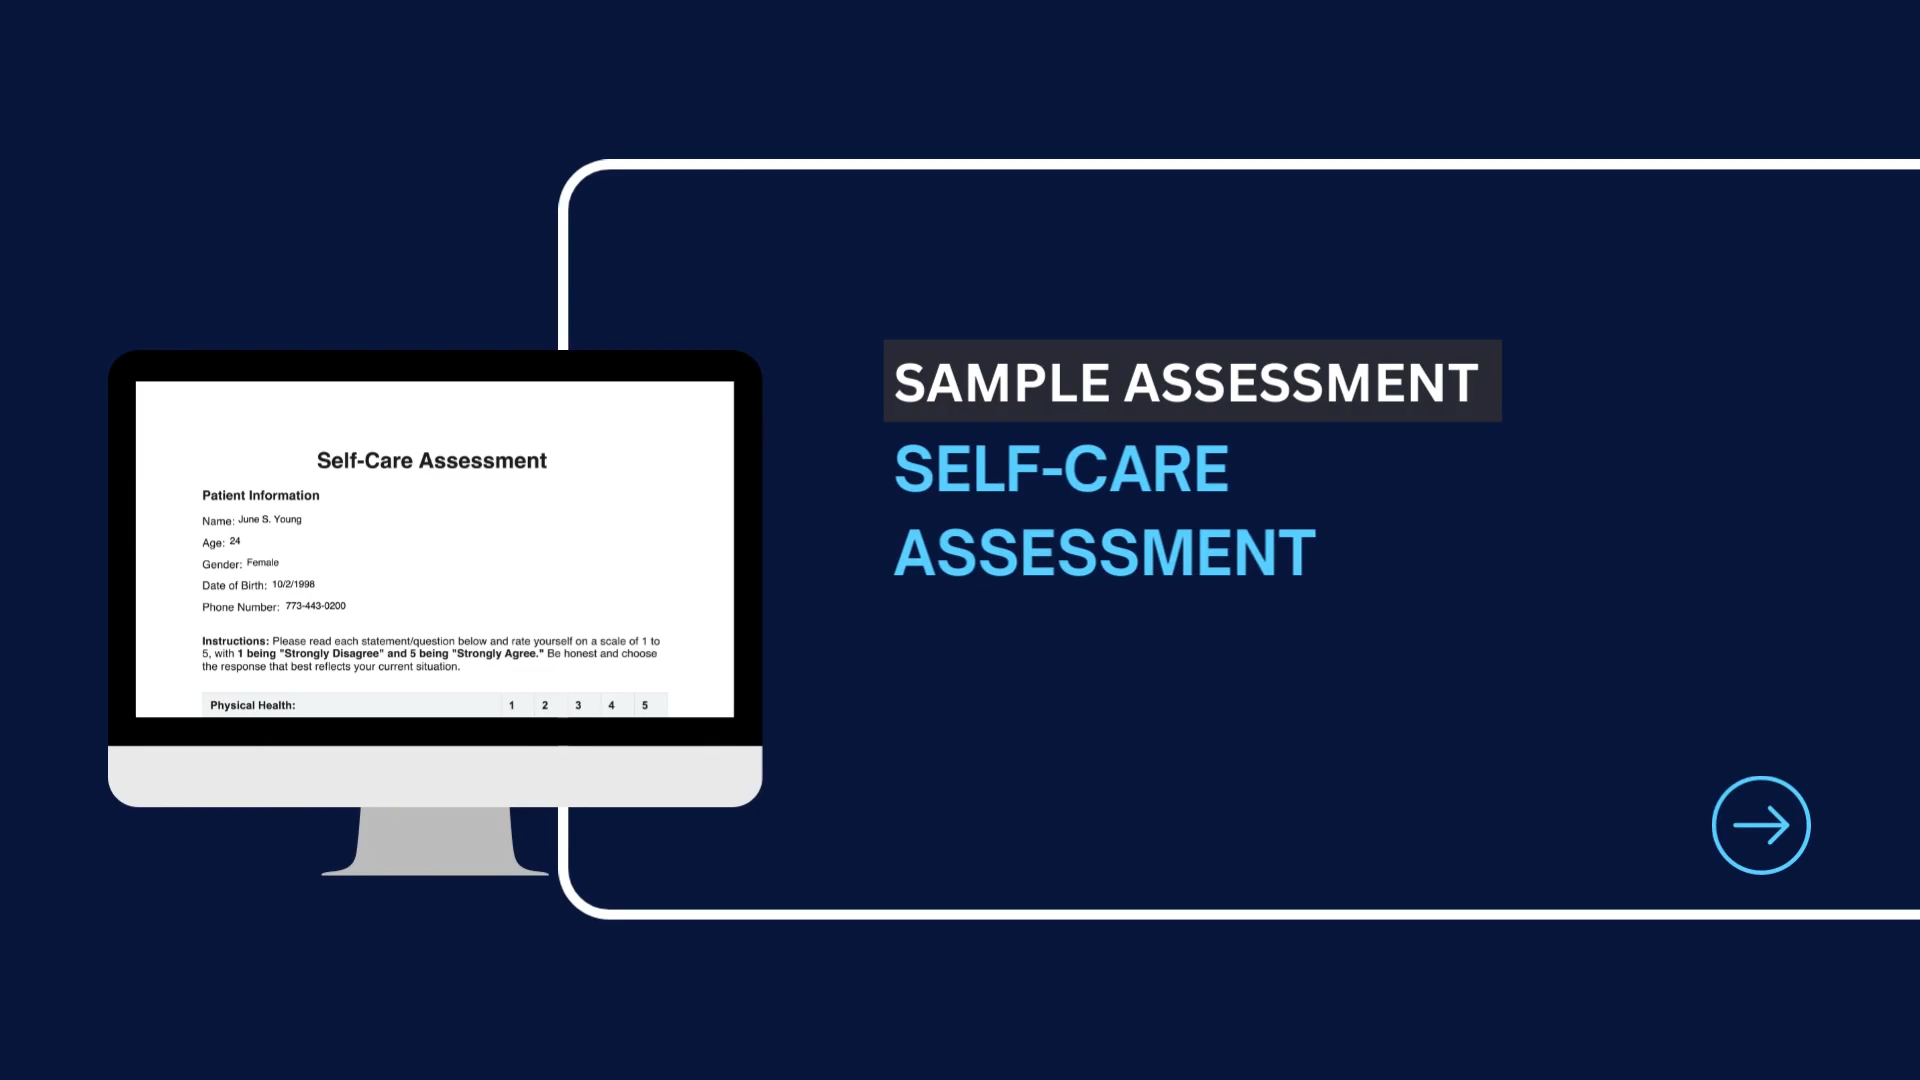 SAMPLE ASSESSMENT
SELF-CARE
ASSESSMENT
Self-Care Assessment
Patient Information
Name: June S. Young
Age: 24
Gender: Female
Date of Birth: 10/2/1998
Phone Number: 773-443-0200
Instructions: Please read each statement/question below and rate yourself on a scale of 1 to
5, with 1 being "Strongly Disagree" and 5 being "Strongly Agree." Be honest and choose
the response that best reflects your current situation.
Physical Health: 1 2 3 4 5